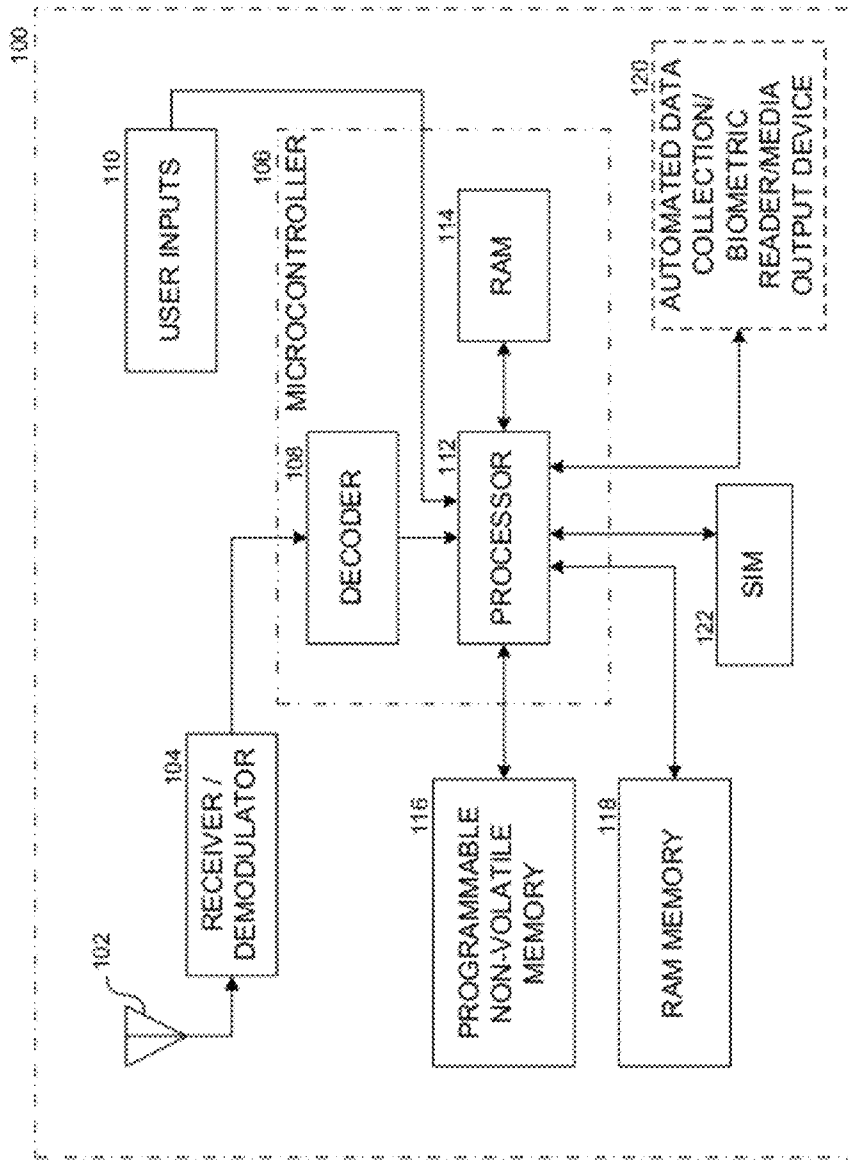 100
102
104
RECEIVER /
DEMODULATOR
110
USER INPUTS
106
MICROCONTROLLER
108
DECODER
112
PROCESSOR
114
RAM
116
PROGRAMMABLE
NON-VOLATILE
MEMORY
118
RAM MEMORY
122
SIM
120
AUTOMATED DATA
COLLECTION/
BIOMETRIC
READER/MEDIA
OUTPUT DEVICE